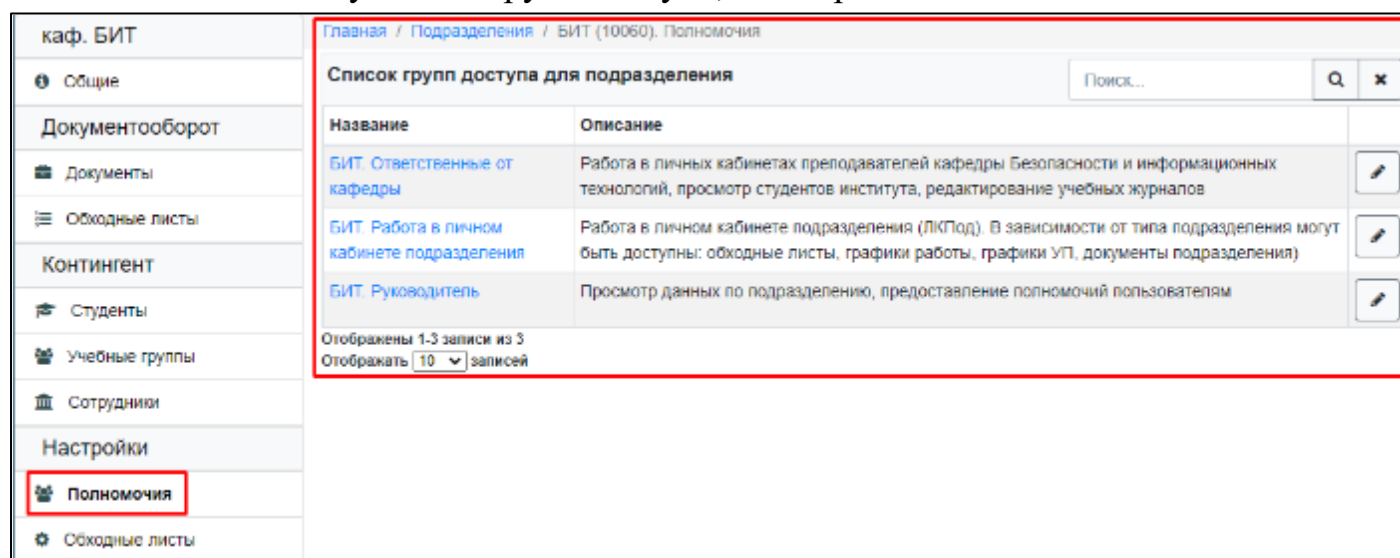 каф. БИТ
Общие
Документооборот
Документы
Обходные листы
Контингент
Студенты
Учебные группы
Сотрудники
Настройки
Полномочия
Обходные листы
Главная / Подразделения / БИТ (10060). Полномочия
Список групп доступа для подразделения
Поиск...
Название Описание
БИТ. Ответственные от кафедры
Работа в личных кабинетах преподавателей кафедры Безопасности и информационных
технологий, просмотр студентов института, редактирование учебных журналов
БИТ. Работа в личном
кабинете подразделения
Работа в личном кабинете подразделения (ЛКПод). В зависимости от типа подразделения могут
быть доступны: обходные листы, графики работы, графики УП, документы подразделения)
БИТ. Руководитель
Просмотр данных по подразделению, предоставление полномочий пользователям
Отображены 1-3 записи из 3
Отображать 10 записей